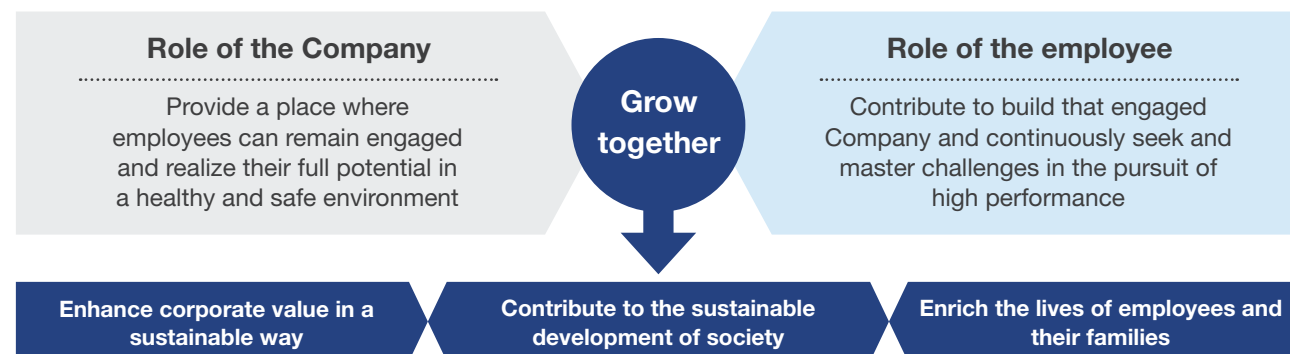 Role of the Company
Provide a place where
employees can remain engaged
and realize their full potential in
a healthy and safe environment
Grow
together
Role of the employee
Contribute to build that engaged
Company and continuously seek and
master challenges in the pursuit of
high performance
Enhance corporate value in a
sustainable way
Contribute to the sustainable
development of society
Enrich the lives of employees and
their families